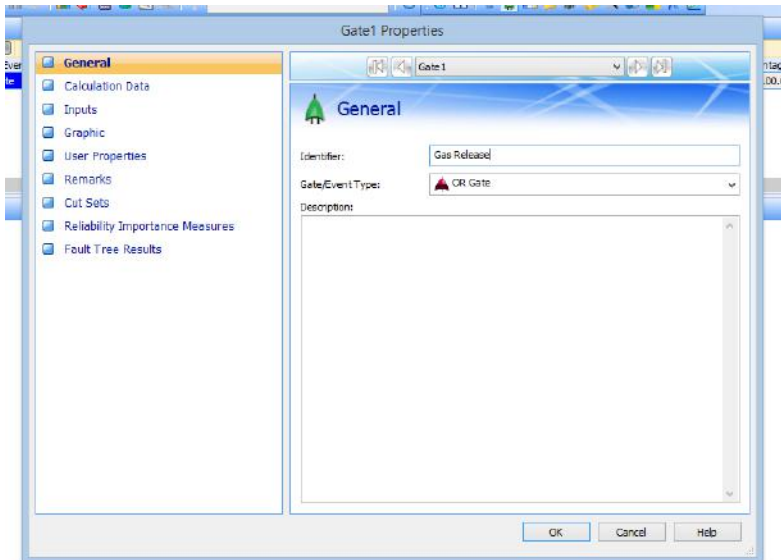 Gate1 Properties
General
Calculation Data
Inputs
Graphic
User Properties
Remarks
Cut Sets
Reliability Importance Measures
Fault Tree Results
Gate1
General
Identifier:
Gas Release
Gate/Event Type:
OR Gate
Description:
OK
Cancel
Help